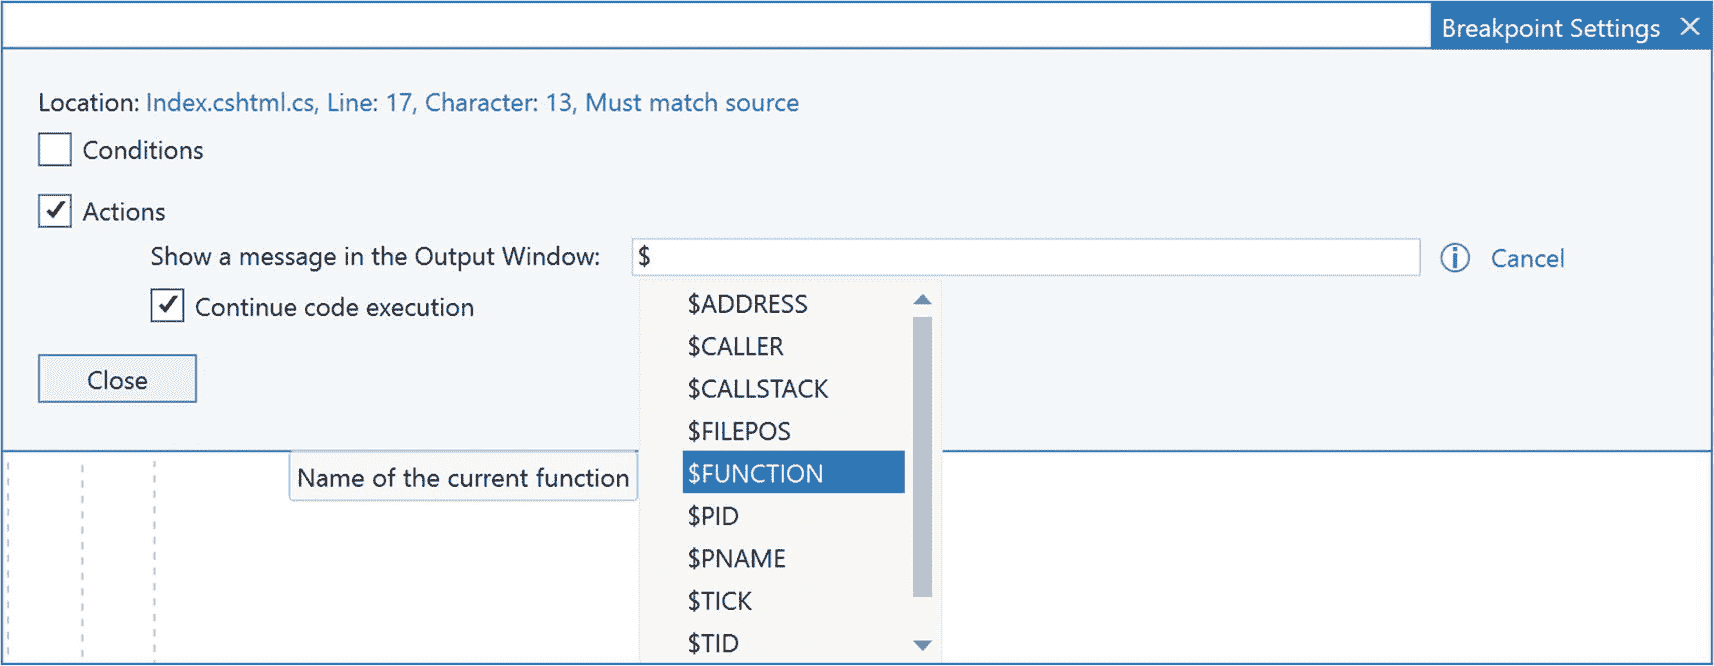 Breakpoint Settings
Location: Index.cshtml.cs, Line: 17, Character: 13, Must match source
Conditions
Actions
Show a message in the Output Window: $ Cancel
Continue code execution
Close
$ADDRESS
$CALLER
$CALLSTACK
$FILEPOS
$FUNCTION
Name of the current function
$PID
$PNAME
$TICK
$TID